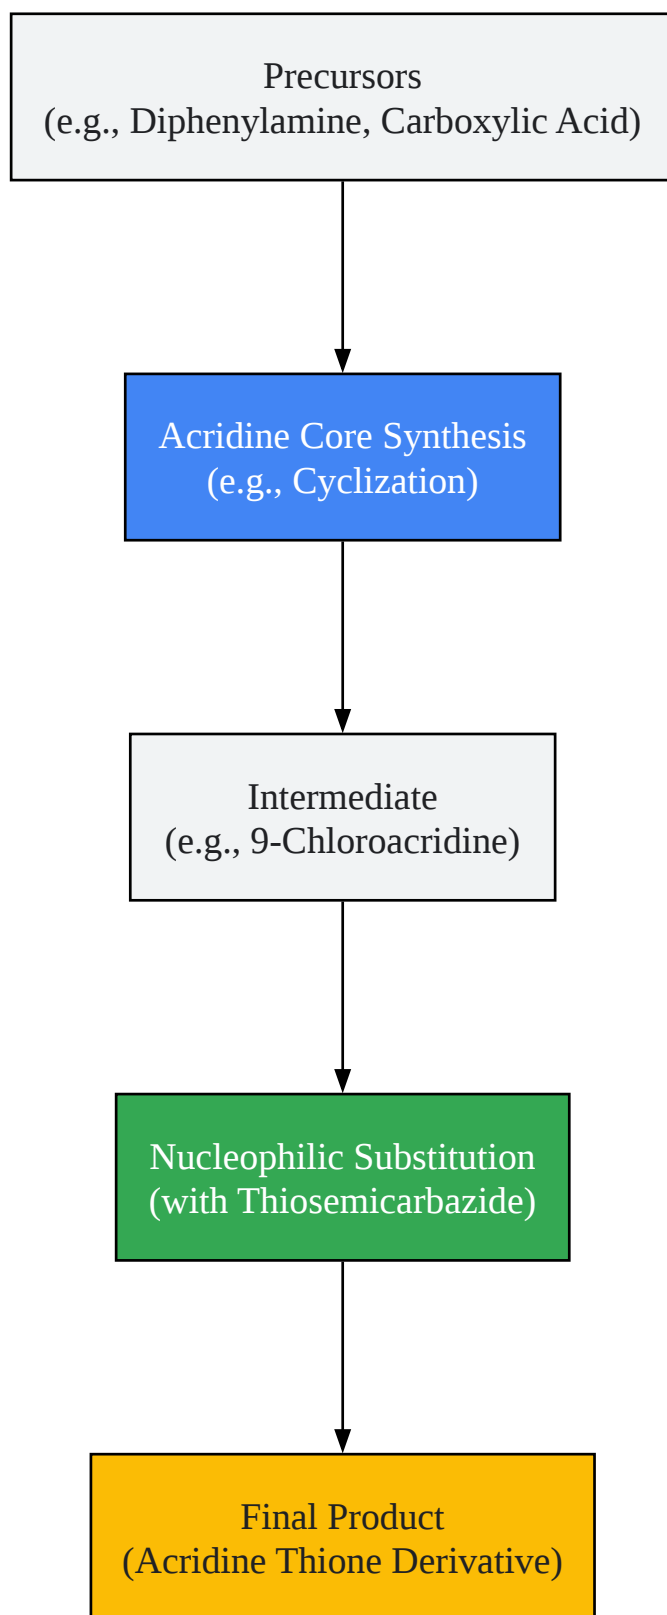 Precursors
(e.g., Diphenylamine, Carboxylic Acid)
Acridine Core Synthesis
(e.g., Cyclization)
Intermediate
(e.g., 9-Chloroacridine)
Nucleophilic Substitution
(with Thiosemicarbazide)
Final Product
(Acridine Thione Derivative)